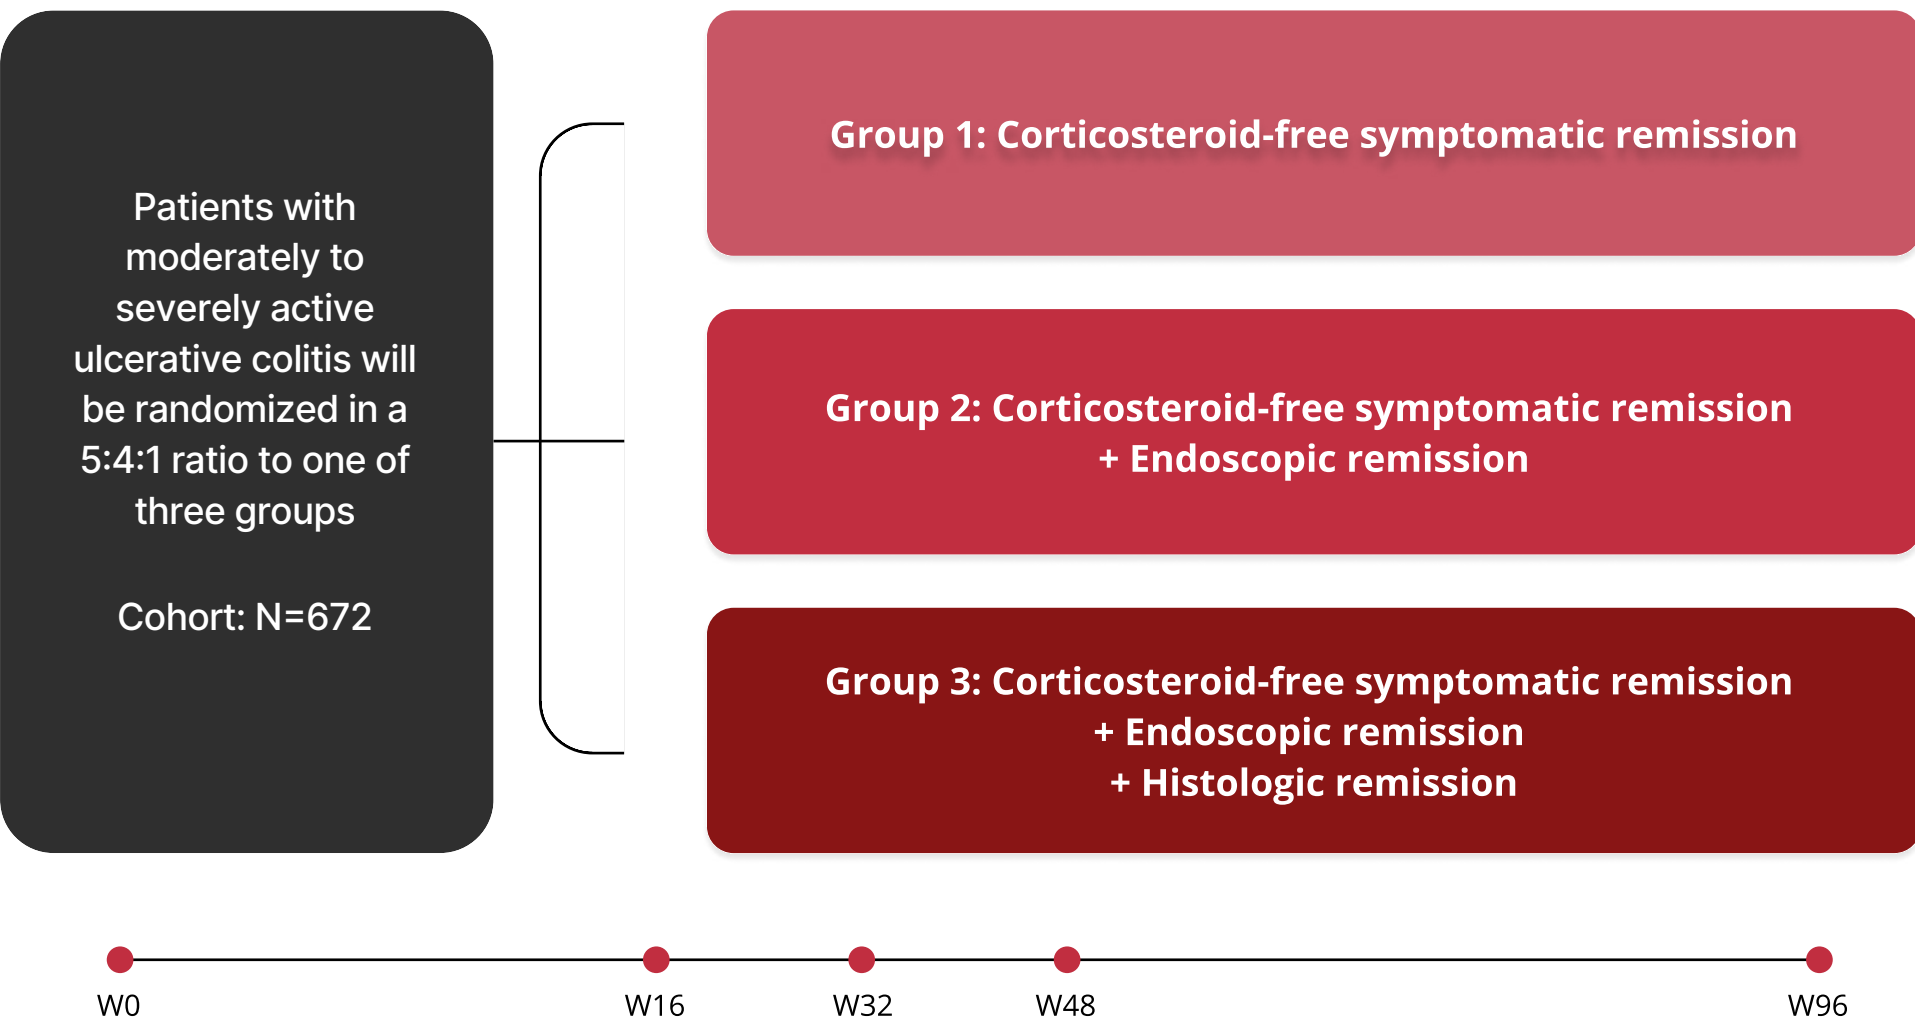 Patients with
moderately to
severely active
ulcerative colitis will
be randomized in a
5:4:1 ratio to one of
three groups
Cohort: N=672
Group 1: Corticosteroid-free symptomatic remission
Group 2: Corticosteroid-free symptomatic remission
+ Endoscopic remission
Group 3: Corticosteroid-free symptomatic remission
+ Endoscopic remission
+ Histologic remission
W0
W16
W32
W48
W96